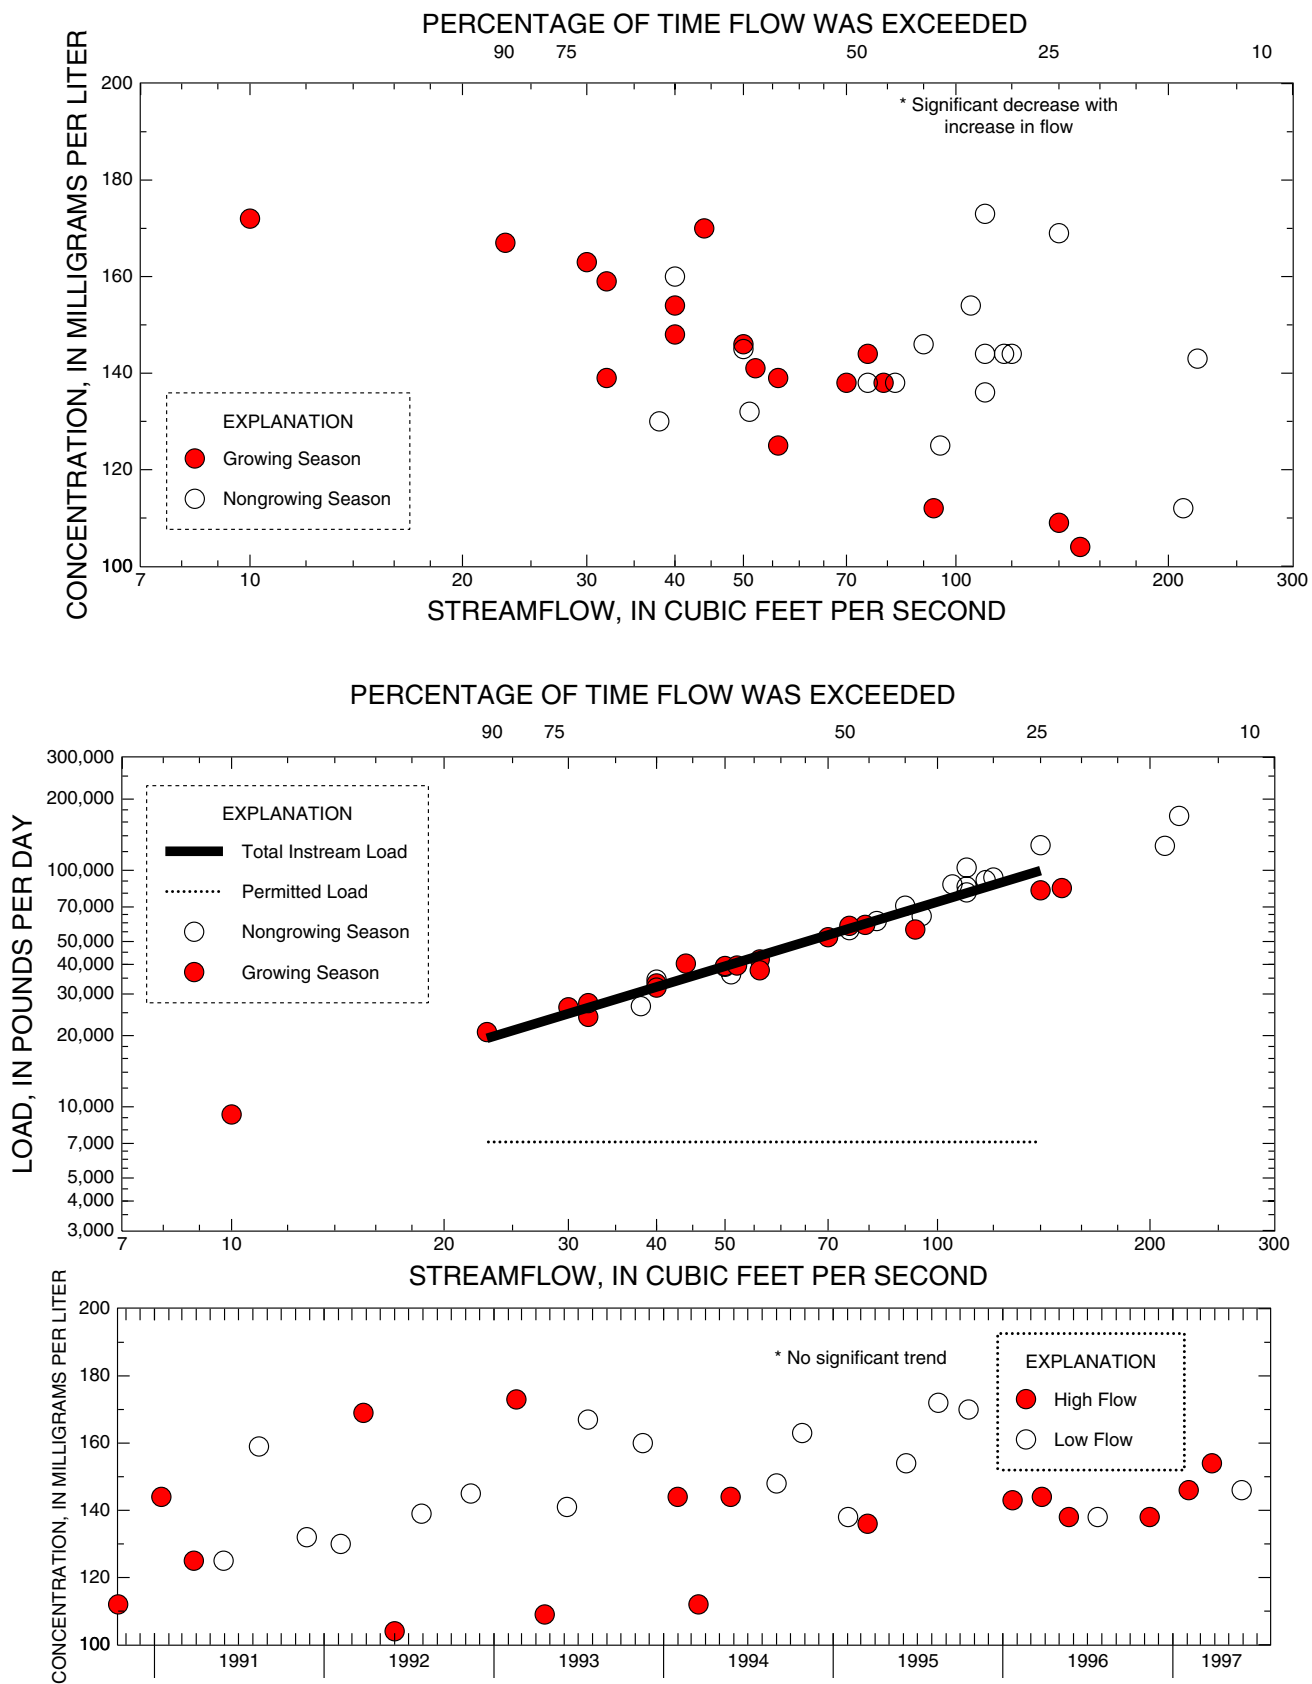 PERCENTAGE OF TIME FLOW WAS EXCEEDED
90 75 50 25 10
CONCENTRATION, IN MILLIGRAMS PER LITER
200
180
160
140
120
100
* Significant decrease with
increase in flow
EXPLANATION
Growing Season
Nongrowing Season
7 10 20 30 40 50 70 100 200 300
STREAMFLOW, IN CUBIC FEET PER SECOND
PERCENTAGE OF TIME FLOW WAS EXCEEDED
90 75 50 25 10
LOAD, IN POUNDS PER DAY
300,000
200,000
100,000
70,000
50,000
40,000
30,000
20,000
10,000
7,000
5,000
4,000
3,000
EXPLANATION
Total Instream Load
Permitted Load
Nongrowing Season
Growing Season
7 10 20 30 40 50 70 100 200 300
STREAMFLOW, IN CUBIC FEET PER SECOND
CONCENTRATION, IN MILLIGRAMS PER LITER
200
180
160
140
120
100
* No significant trend
EXPLANATION
High Flow
Low Flow
1991 1992 1993 1994 1995 1996 1997